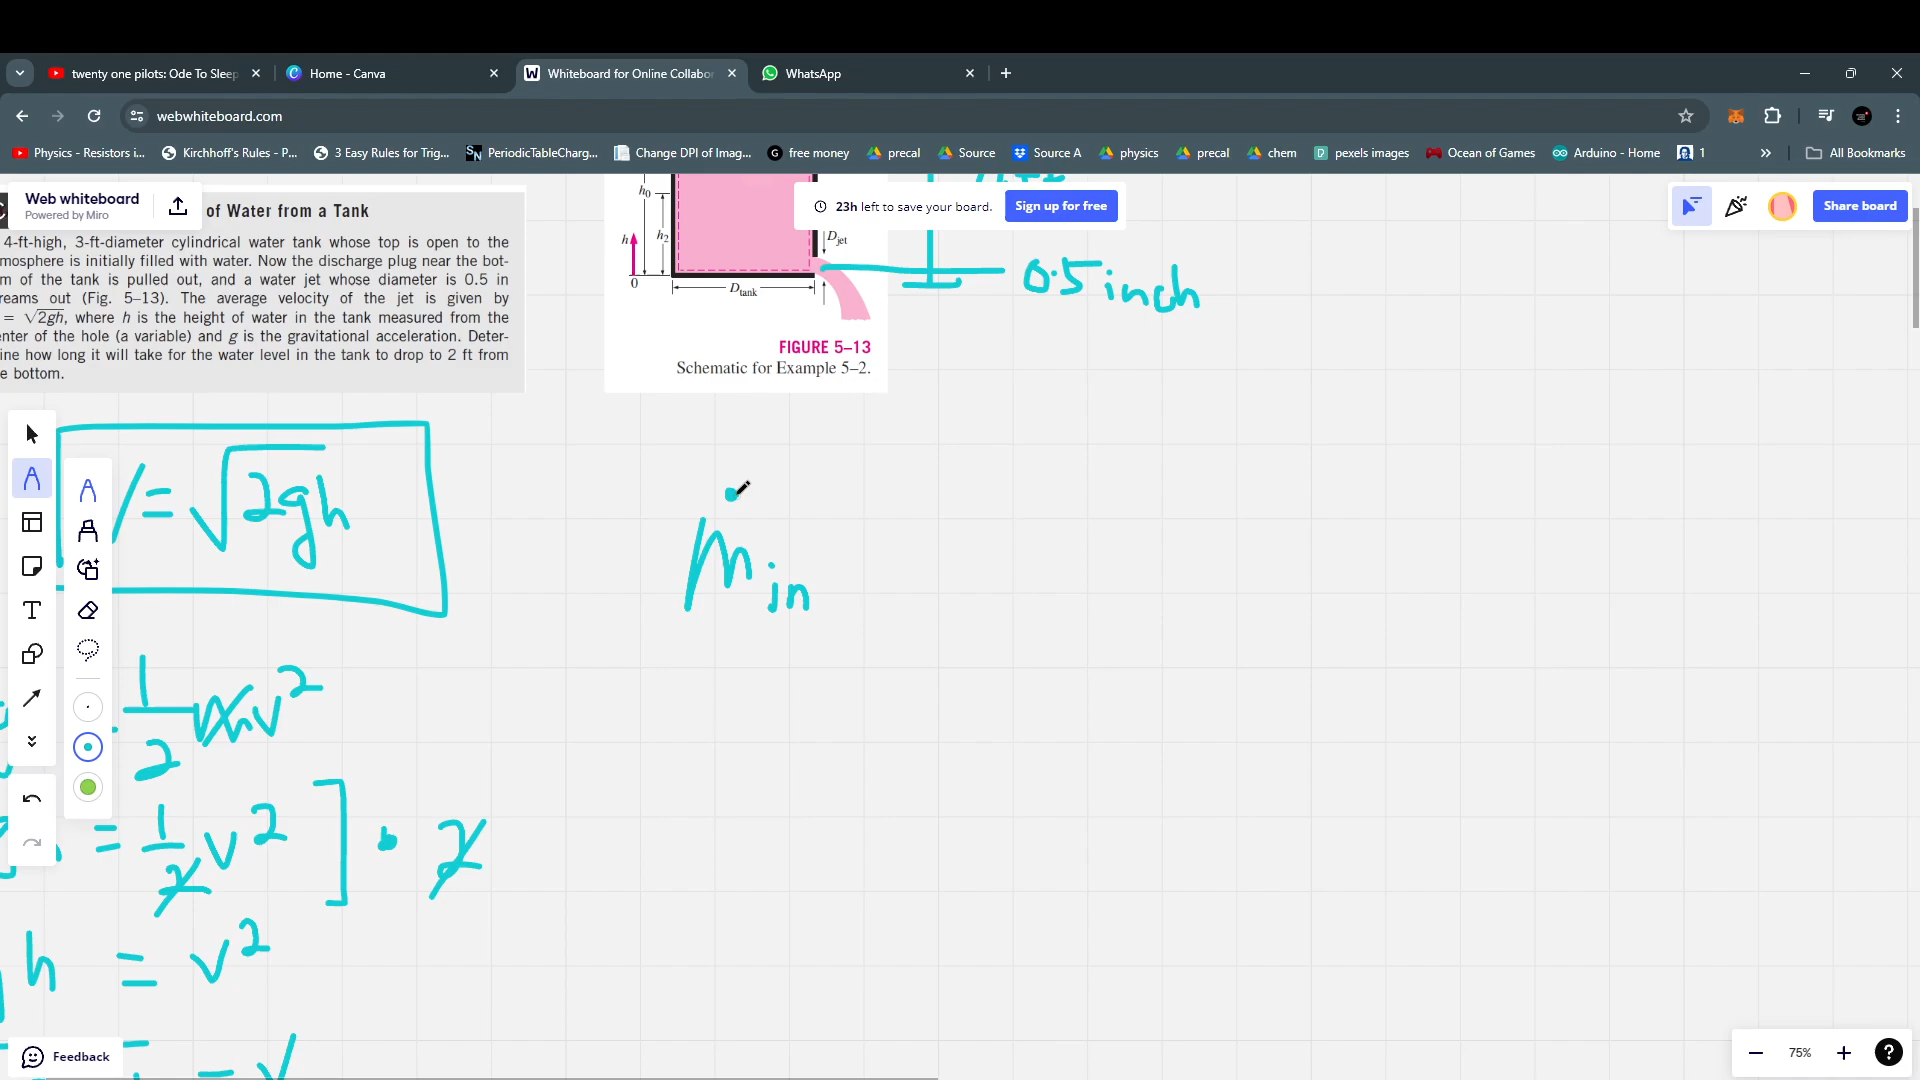 twenty one pilots: Ode To Sleep
Home - Canva
Whiteboard for Online Collabor
WhatsApp
webwhiteboard.com
Physics - Resistors i...
Kirchhoff's Rules - P...
3 Easy Rules for Trig...
PeriodicTableCharg...
Change DPI of Imag...
free money
precal
Source
Source A
physics
precal
chem
pexels images
Ocean of Games
Arduino - Home
1
All Bookmarks
Web whiteboard
Powered by Miro
23h left to save your board.
Sign up for free
Share board
of Water from a Tank
4-ft-high, 3-ft-diameter cylindrical water tank whose top is open to the
mosphere is initially filled with water. Now the discharge plug near the bot-
m of the tank is pulled out, and a water jet whose diameter is 0.5 in
reams out (Fig. 5–13). The average velocity of the jet is given by
= √2gh, where h is the height of water in the tank measured from the
enter of the hole (a variable) and g is the gravitational acceleration. Deter-
ine how long it will take for the water level in the tank to drop to 2 ft from
e bottom.
h0
h2
h
0
Djet
Dtank
FIGURE 5–13
Schematic for Example 5–2.
0.5 inch
V = √2gh
ṁin
1/2 mv²
= 1/2 v² ] • 2
h = v²
= v
Feedback
75%